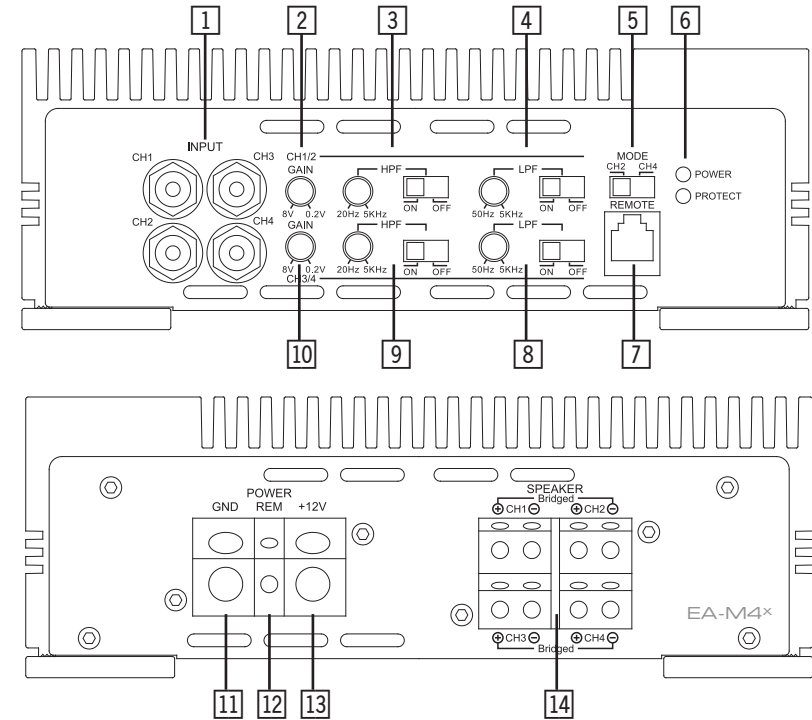 1 2 3 4 5 6
INPUT
CH1 CH3
CH2 CH4
CH1/2
GAIN
8V 0.2V
HPF
20Hz 5KHz ON OFF
LPF
50Hz 5KHz ON OFF
MODE
CH2 CH4
REMOTE
POWER
PROTECT
GAIN
8V 0.2V
CH3/4
HPF
20Hz 5KHz ON OFF
LPF
50Hz 5KHz ON OFF
10 9 8 7
POWER
GND REM +12V
SPEAKER
Bridged
⊕CH1⊖ ⊕CH2⊖
⊕CH3⊖ ⊕CH4⊖
Bridged
EA-M4x
11 12 13 14